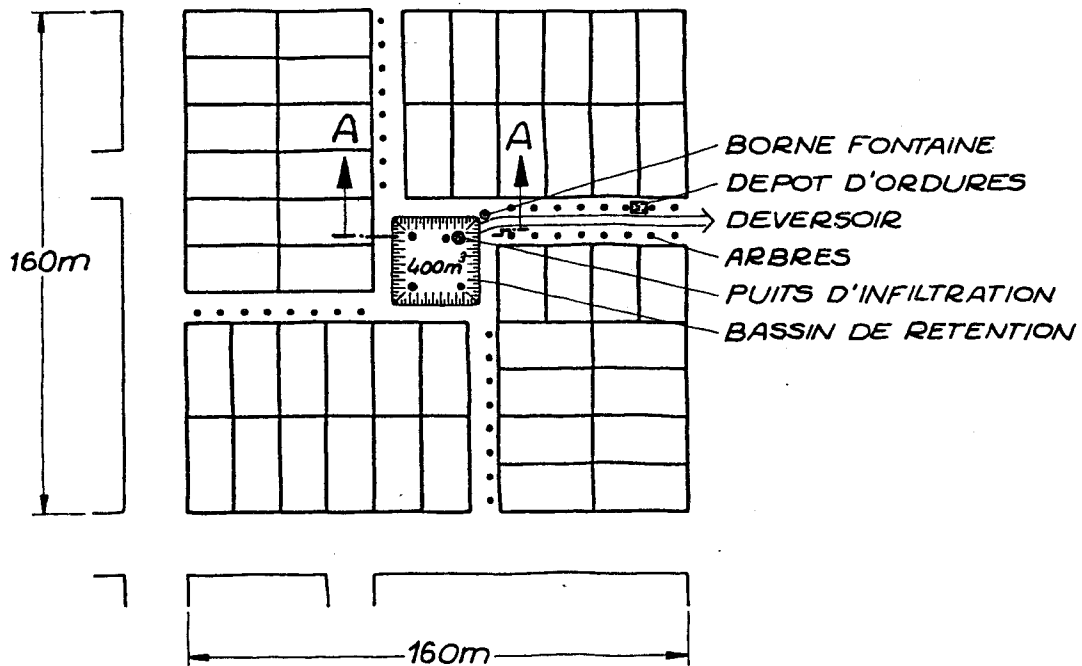 A
A
BORNE FONTAINE
DEPOT D'ORDURES
DEVERSOIR
ARBRES
PUITS D'INFILTRATION
BASSIN DE RETENTION
160m
400m³
160m